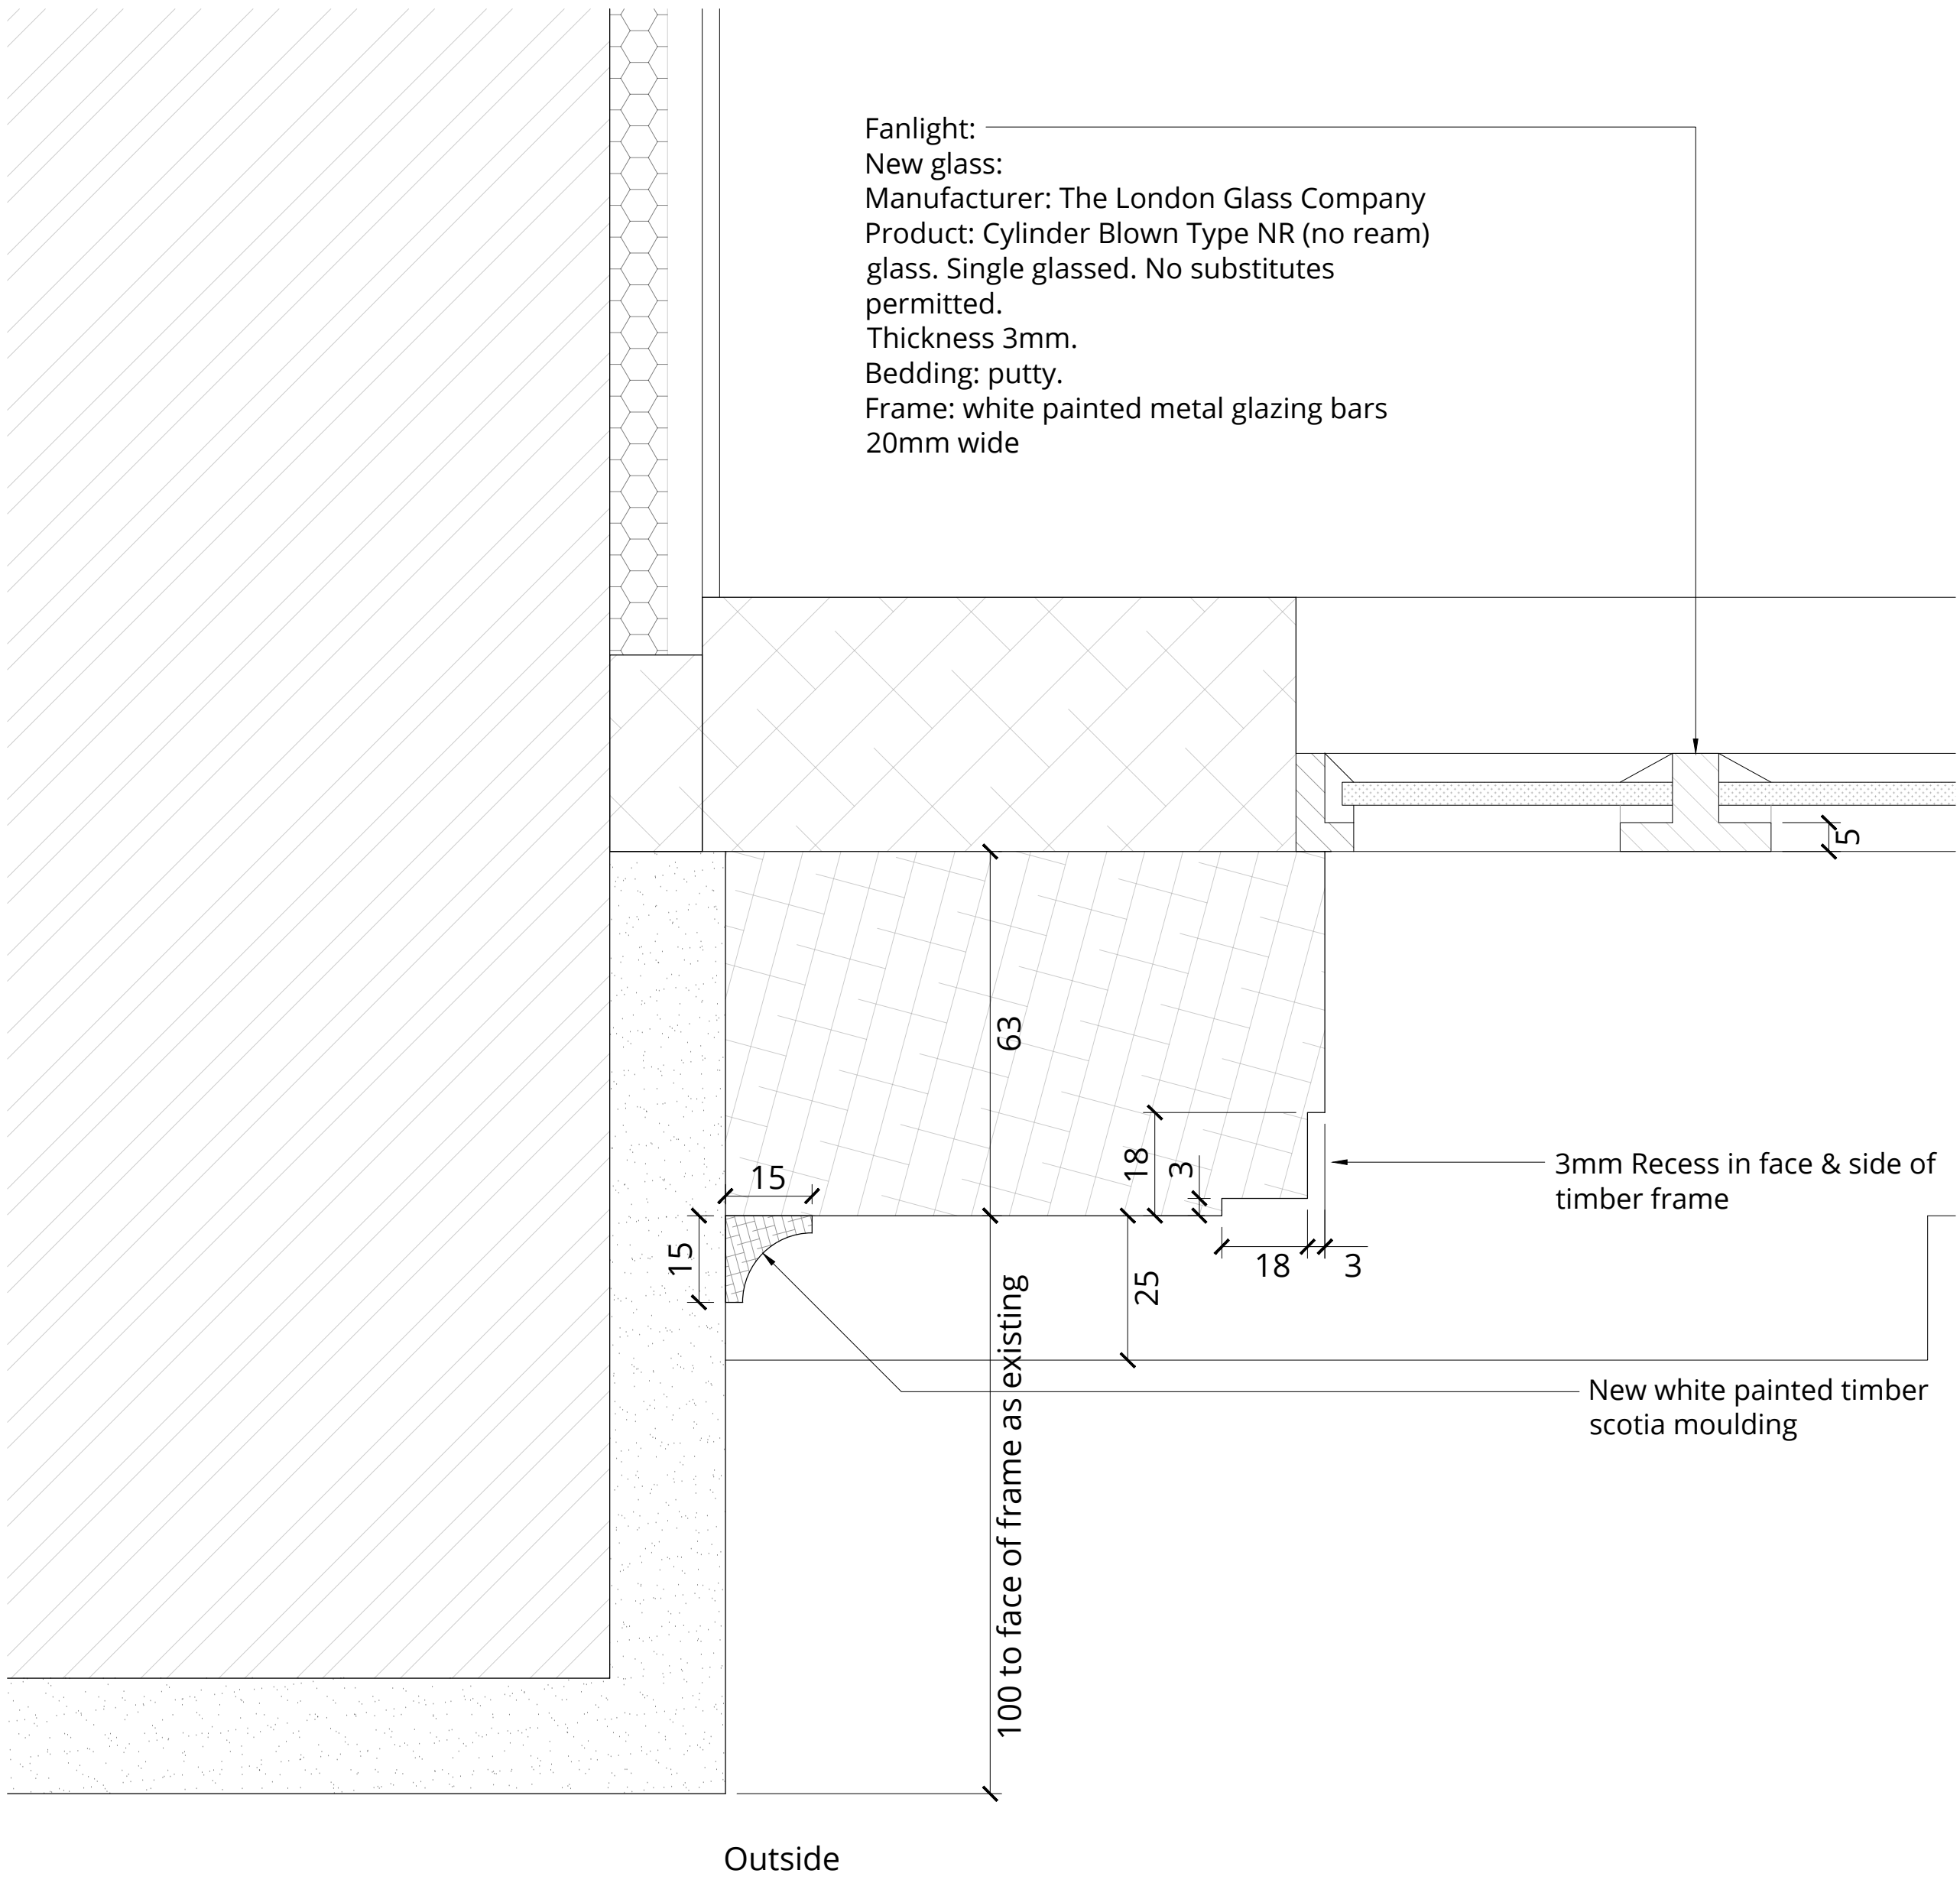 Fanlight:
New glass:
Manufacturer: The London Glass Company
Product: Cylinder Blown Type NR (no ream)
glass. Single glassed. No substitutes
permitted.
Thickness 3mm.
Bedding: putty.
Frame: white painted metal glazing bars
20mm wide
5
63
18
3
15
3mm Recess in face & side of
timber frame
15
18
3
25
100 to face of frame as existing
New white painted timber
scotia moulding
Outside